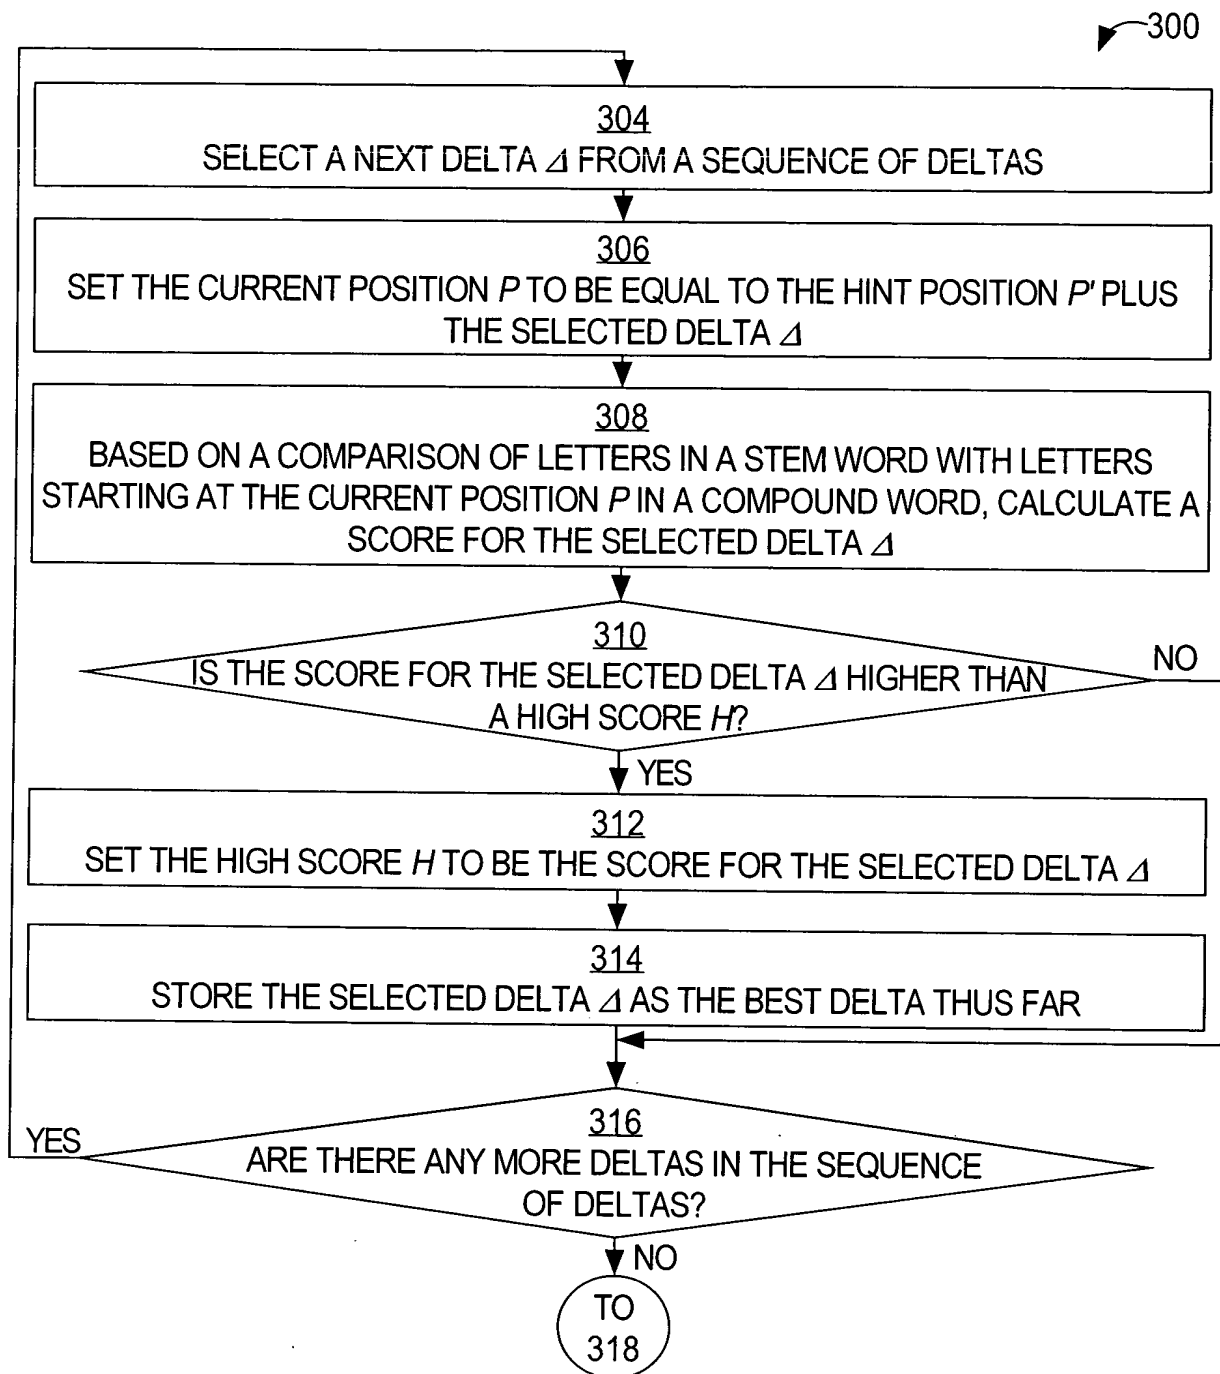 300
304
SELECT A NEXT DELTA Δ FROM A SEQUENCE OF DELTAS
306
SET THE CURRENT POSITION P TO BE EQUAL TO THE HINT POSITION P' PLUS
THE SELECTED DELTA Δ
308
BASED ON A COMPARISON OF LETTERS IN A STEM WORD WITH LETTERS
STARTING AT THE CURRENT POSITION P IN A COMPOUND WORD, CALCULATE A
SCORE FOR THE SELECTED DELTA Δ
310
IS THE SCORE FOR THE SELECTED DELTA Δ HIGHER THAN
A HIGH SCORE H?
NO
YES
312
SET THE HIGH SCORE H TO BE THE SCORE FOR THE SELECTED DELTA Δ
314
STORE THE SELECTED DELTA Δ AS THE BEST DELTA THUS FAR
316
YES
ARE THERE ANY MORE DELTAS IN THE SEQUENCE
OF DELTAS?
NO
TO
318